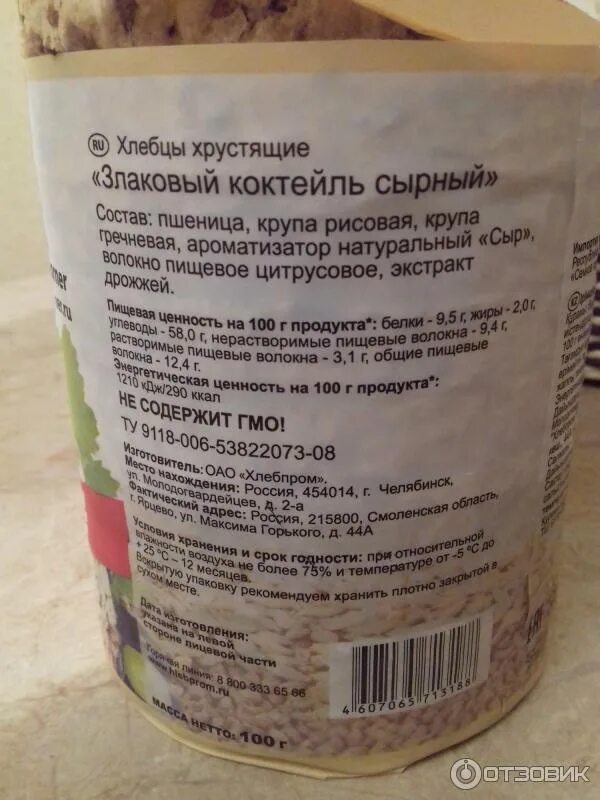 RU Хлебцы хрустящие
«Злаковый коктейль сырный»
Состав: пшеница, крупа рисовая, крупа
гречневая, ароматизатор натуральный «Сыр»,
волокно пищевое цитрусовое, экстракт
дрожжей.
Пищевая ценность на 100 г продукта*: белки - 9,5 г, жиры - 2,0 г,
углеводы - 58,0 г, нерастворимые пищевые волокна - 9,4 г,
растворимые пищевые волокна - 3,1 г, общие пищевые
волокна - 12,4 г.
Энергетическая ценность на 100 г продукта*:
1210 кДж/290 ккал
НЕ СОДЕРЖИТ ГМО!
ТУ 9118-006-53822073-08
Изготовитель: ОАО «Хлебпром».
Место нахождения: Россия, 454014, г. Челябинск,
ул. Молодогвардейцев, д. 2-а
Фактический адрес: Россия, 215800, Смоленская область,
г. Ярцево, ул. Максима Горького, д. 44А
Условия хранения и срок годности: при относительной
влажности воздуха не более 75% и температуре от -5 °С до
+ 25 °С – 12 месяцев.
Вскрытую упаковку рекомендуем хранить плотно закрытой в
сухом месте.
Дата изготовления:
указана на левой
стороне лицевой части
Горячая линия: 8 800 333 65 66
www.hlebprom.ru
МАССА НЕТТО: 100 г
4 607065 713188
KZ
ОТЗОВИК